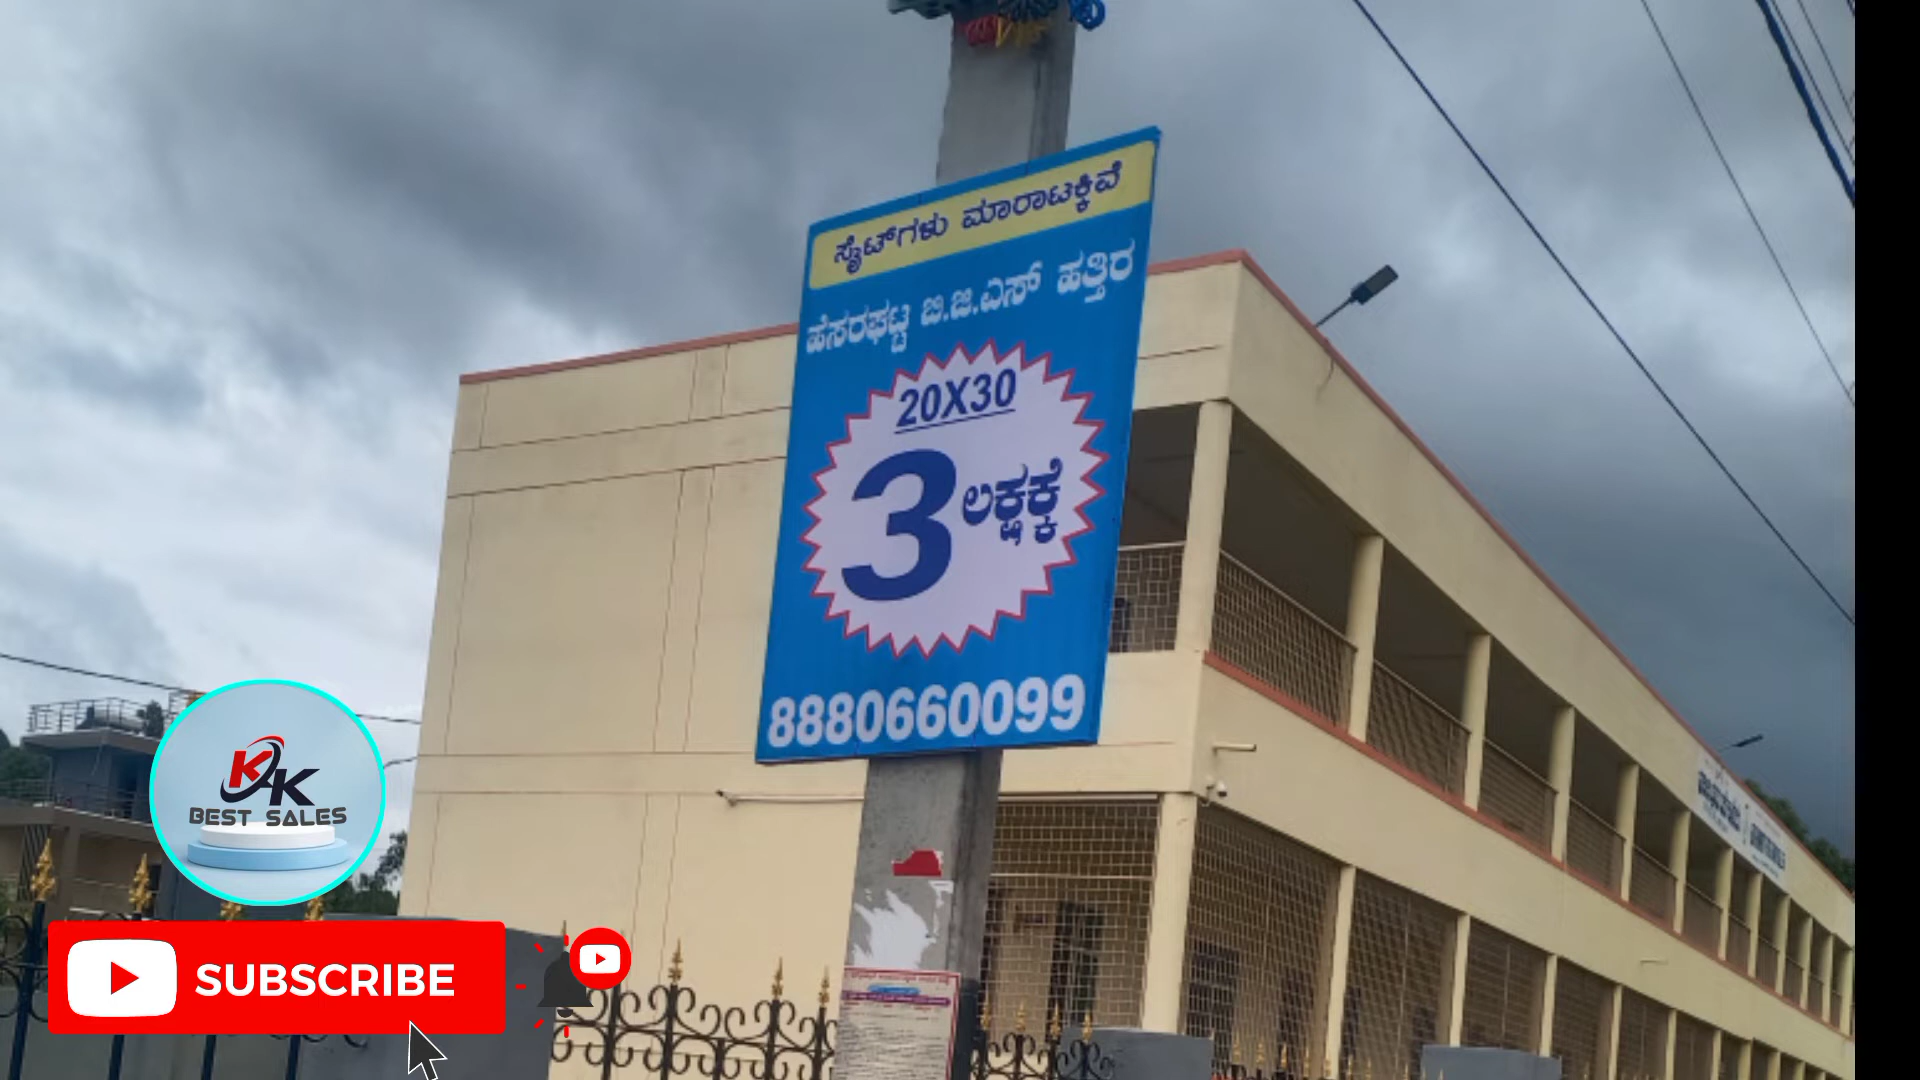 ಸೈಟ್‌ಗಳು ಮಾರಾಟಕ್ಕಿವೆ
ಹೆಸರಘಟ್ಟ ಬಿ.ಜಿ.ಎಸ್ ಹತ್ತಿರ
20X30
3 ಲಕ್ಷಕ್ಕೆ
8880660099
KK
BEST SALES
SUBSCRIBE